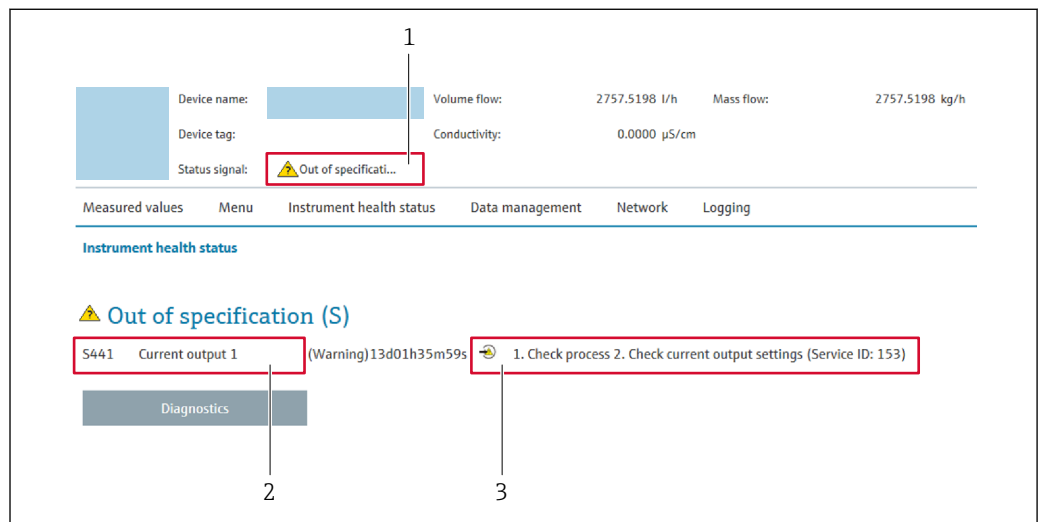 1
Device name: Volume flow: 2757.5198 l/h Mass flow: 2757.5198 kg/h
Device tag: Conductivity: 0.0000 µS/cm
Status signal: Out of specificati...
Measured values Menu Instrument health status Data management Network Logging
Instrument health status
Out of specification (S)
S441 Current output 1 (Warning)13d01h35m59s 1. Check process 2. Check current output settings (Service ID: 153)
Diagnostics
2 3